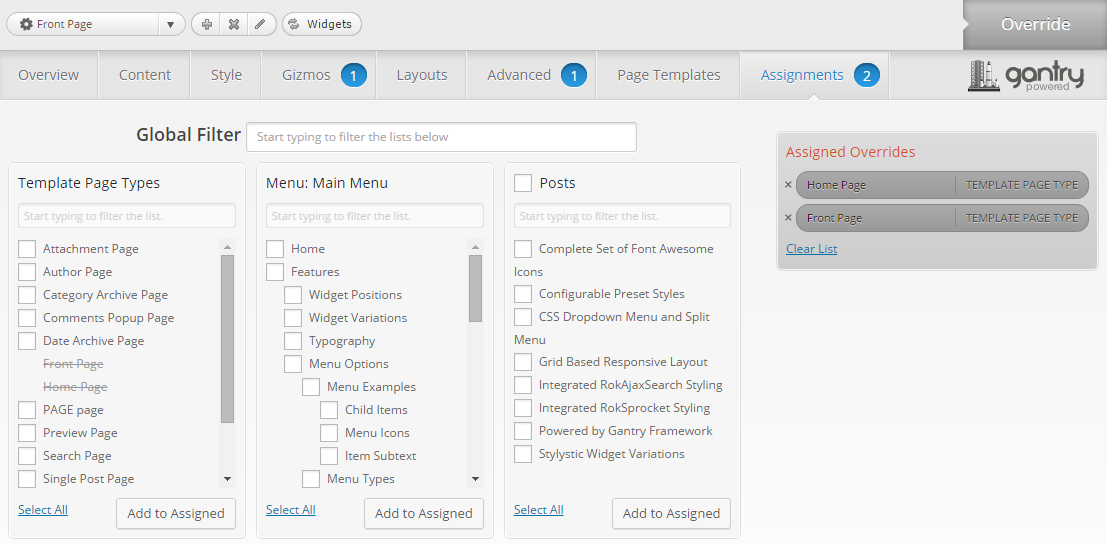 Front Page
Widgets
Override
Overview
Content
Style
Gizmos 1
Layouts
Advanced 1
Page Templates
Assignments 2
gantry
powered
Global Filter
Start typing to filter the lists below
Template Page Types
Start typing to filter the list.
Attachment Page
Author Page
Category Archive Page
Comments Popup Page
Date Archive Page
Front Page
Home Page
PAGE page
Preview Page
Search Page
Single Post Page
Select All
Add to Assigned
Menu: Main Menu
Start typing to filter the list.
Home
Features
Widget Positions
Widget Variations
Typography
Menu Options
Menu Examples
Child Items
Menu Icons
Item Subtext
Menu Types
Select All
Add to Assigned
Posts
Start typing to filter the list.
Complete Set of Font Awesome
Icons
Configurable Preset Styles
CSS Dropdown Menu and Split
Menu
Grid Based Responsive Layout
Integrated RokAjaxSearch Styling
Integrated RokSprocket Styling
Powered by Gantry Framework
Stylystic Widget Variations
Select All
Add to Assigned
Assigned Overrides
Home Page TEMPLATE PAGE TYPE
Front Page TEMPLATE PAGE TYPE
Clear List